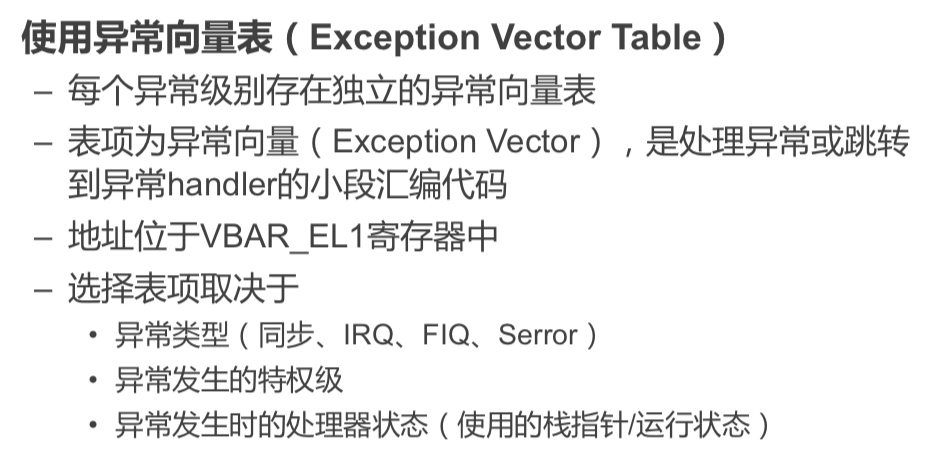 使用异常向量表（Exception Vector Table）
– 每个异常级别存在独立的异常向量表
– 表项为异常向量（Exception Vector），是处理异常或跳转
到异常handler的小段汇编代码
– 地址位于VBAR_EL1寄存器中
– 选择表项取决于
• 异常类型（同步、IRQ、FIQ、Serror）
• 异常发生的特权级
• 异常发生时的处理器状态（使用的栈指针/运行状态）